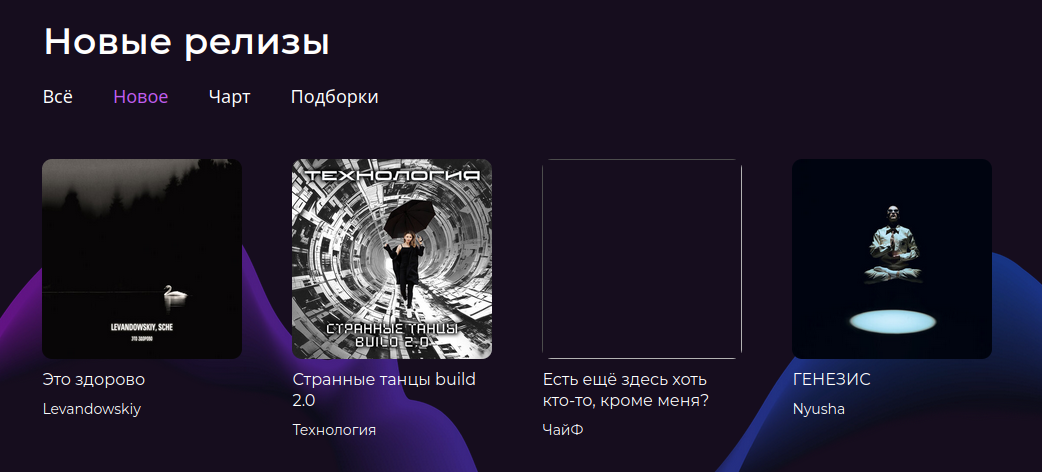 Новые релизы
Всё Новое Чарт Подборки
LEVANDOWSKIY, SCHE
ЭТО ЗДОРОВО
ТЕХНОЛОГИЯ
СТРАННЫЕ ТАНЦЫ
BUILD 2.0
Это здорово
Levandowskiy
Странные танцы build
2.0
Технология
Есть ещё здесь хоть
кто-то, кроме меня?
ЧайФ
ГЕНЕЗИС
Nyusha